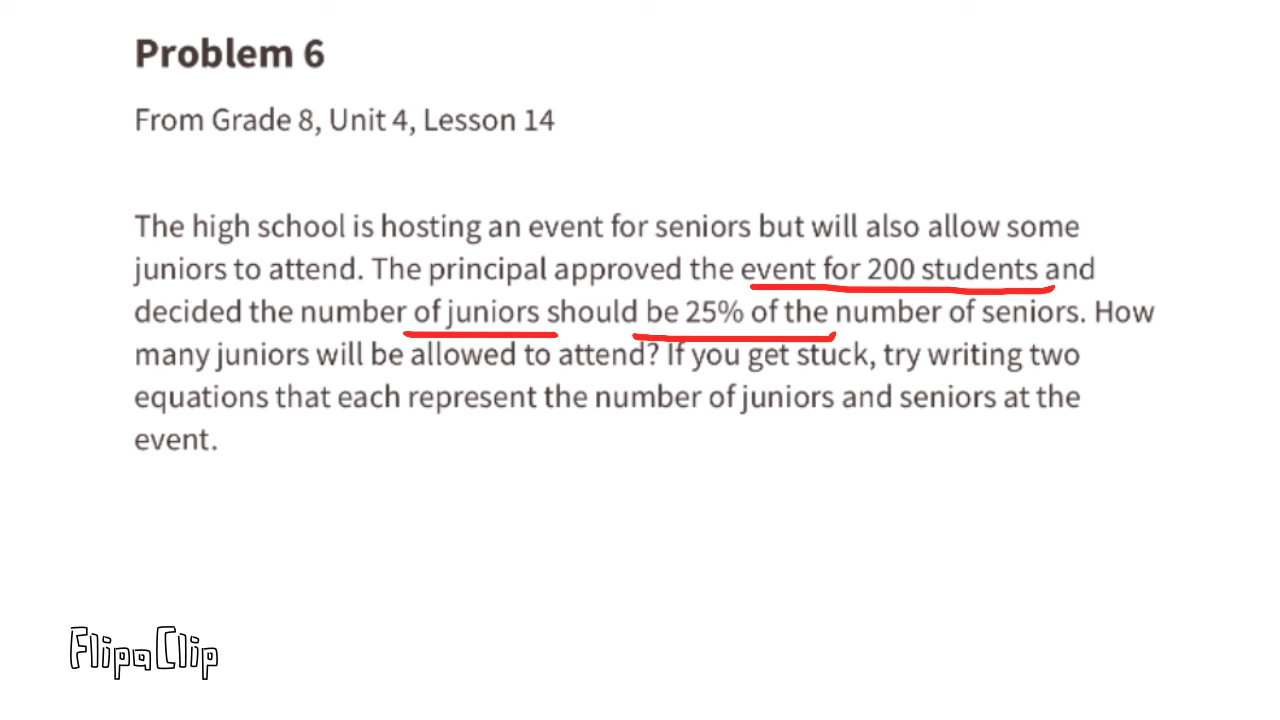 Problem 6
From Grade 8, Unit 4, Lesson 14
The high school is hosting an event for seniors but will also allow some
juniors to attend. The principal approved the event for 200 students and
decided the number of juniors should be 25% of the number of seniors. How
many juniors will be allowed to attend? If you get stuck, try writing two
equations that each represent the number of juniors and seniors at the
event.
FlipaClip